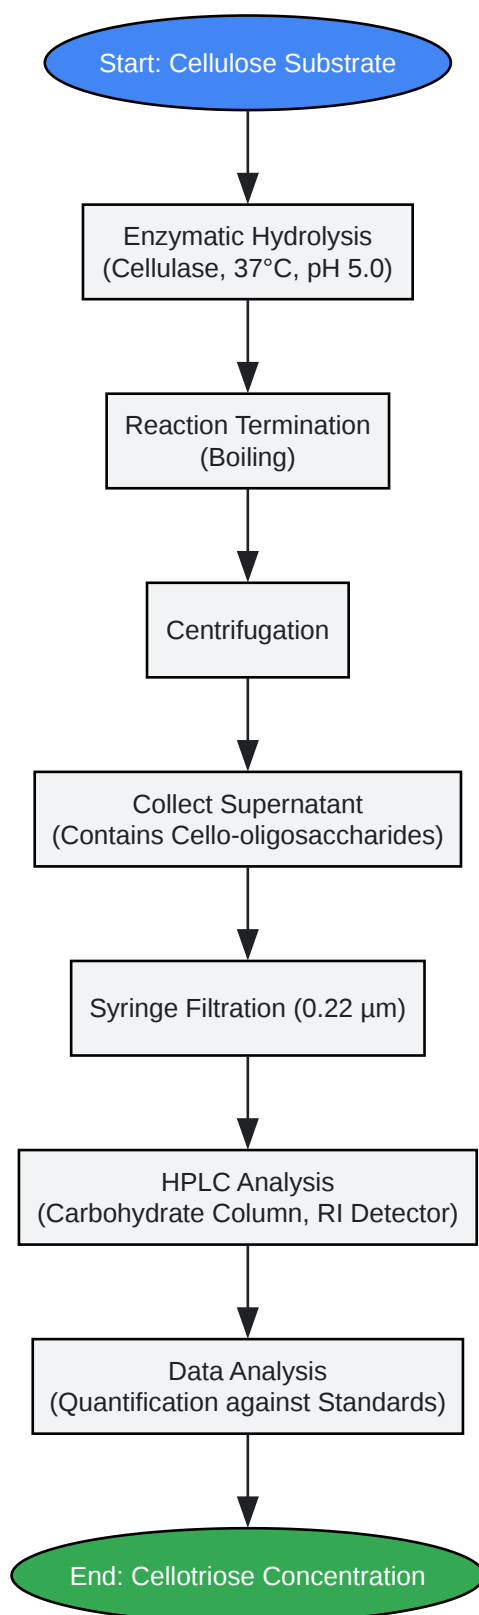 Start: Cellulose Substrate
Enzymatic Hydrolysis
(Cellulase, 37°C, pH 5.0)
Reaction Termination
(Boiling)
Centrifugation
Collect Supernatant
(Contains Cello-oligosaccharides)
Syringe Filtration (0.22 µm)
HPLC Analysis
(Carbohydrate Column, RI Detector)
Data Analysis
(Quantification against Standards)
End: Cellotriose Concentration